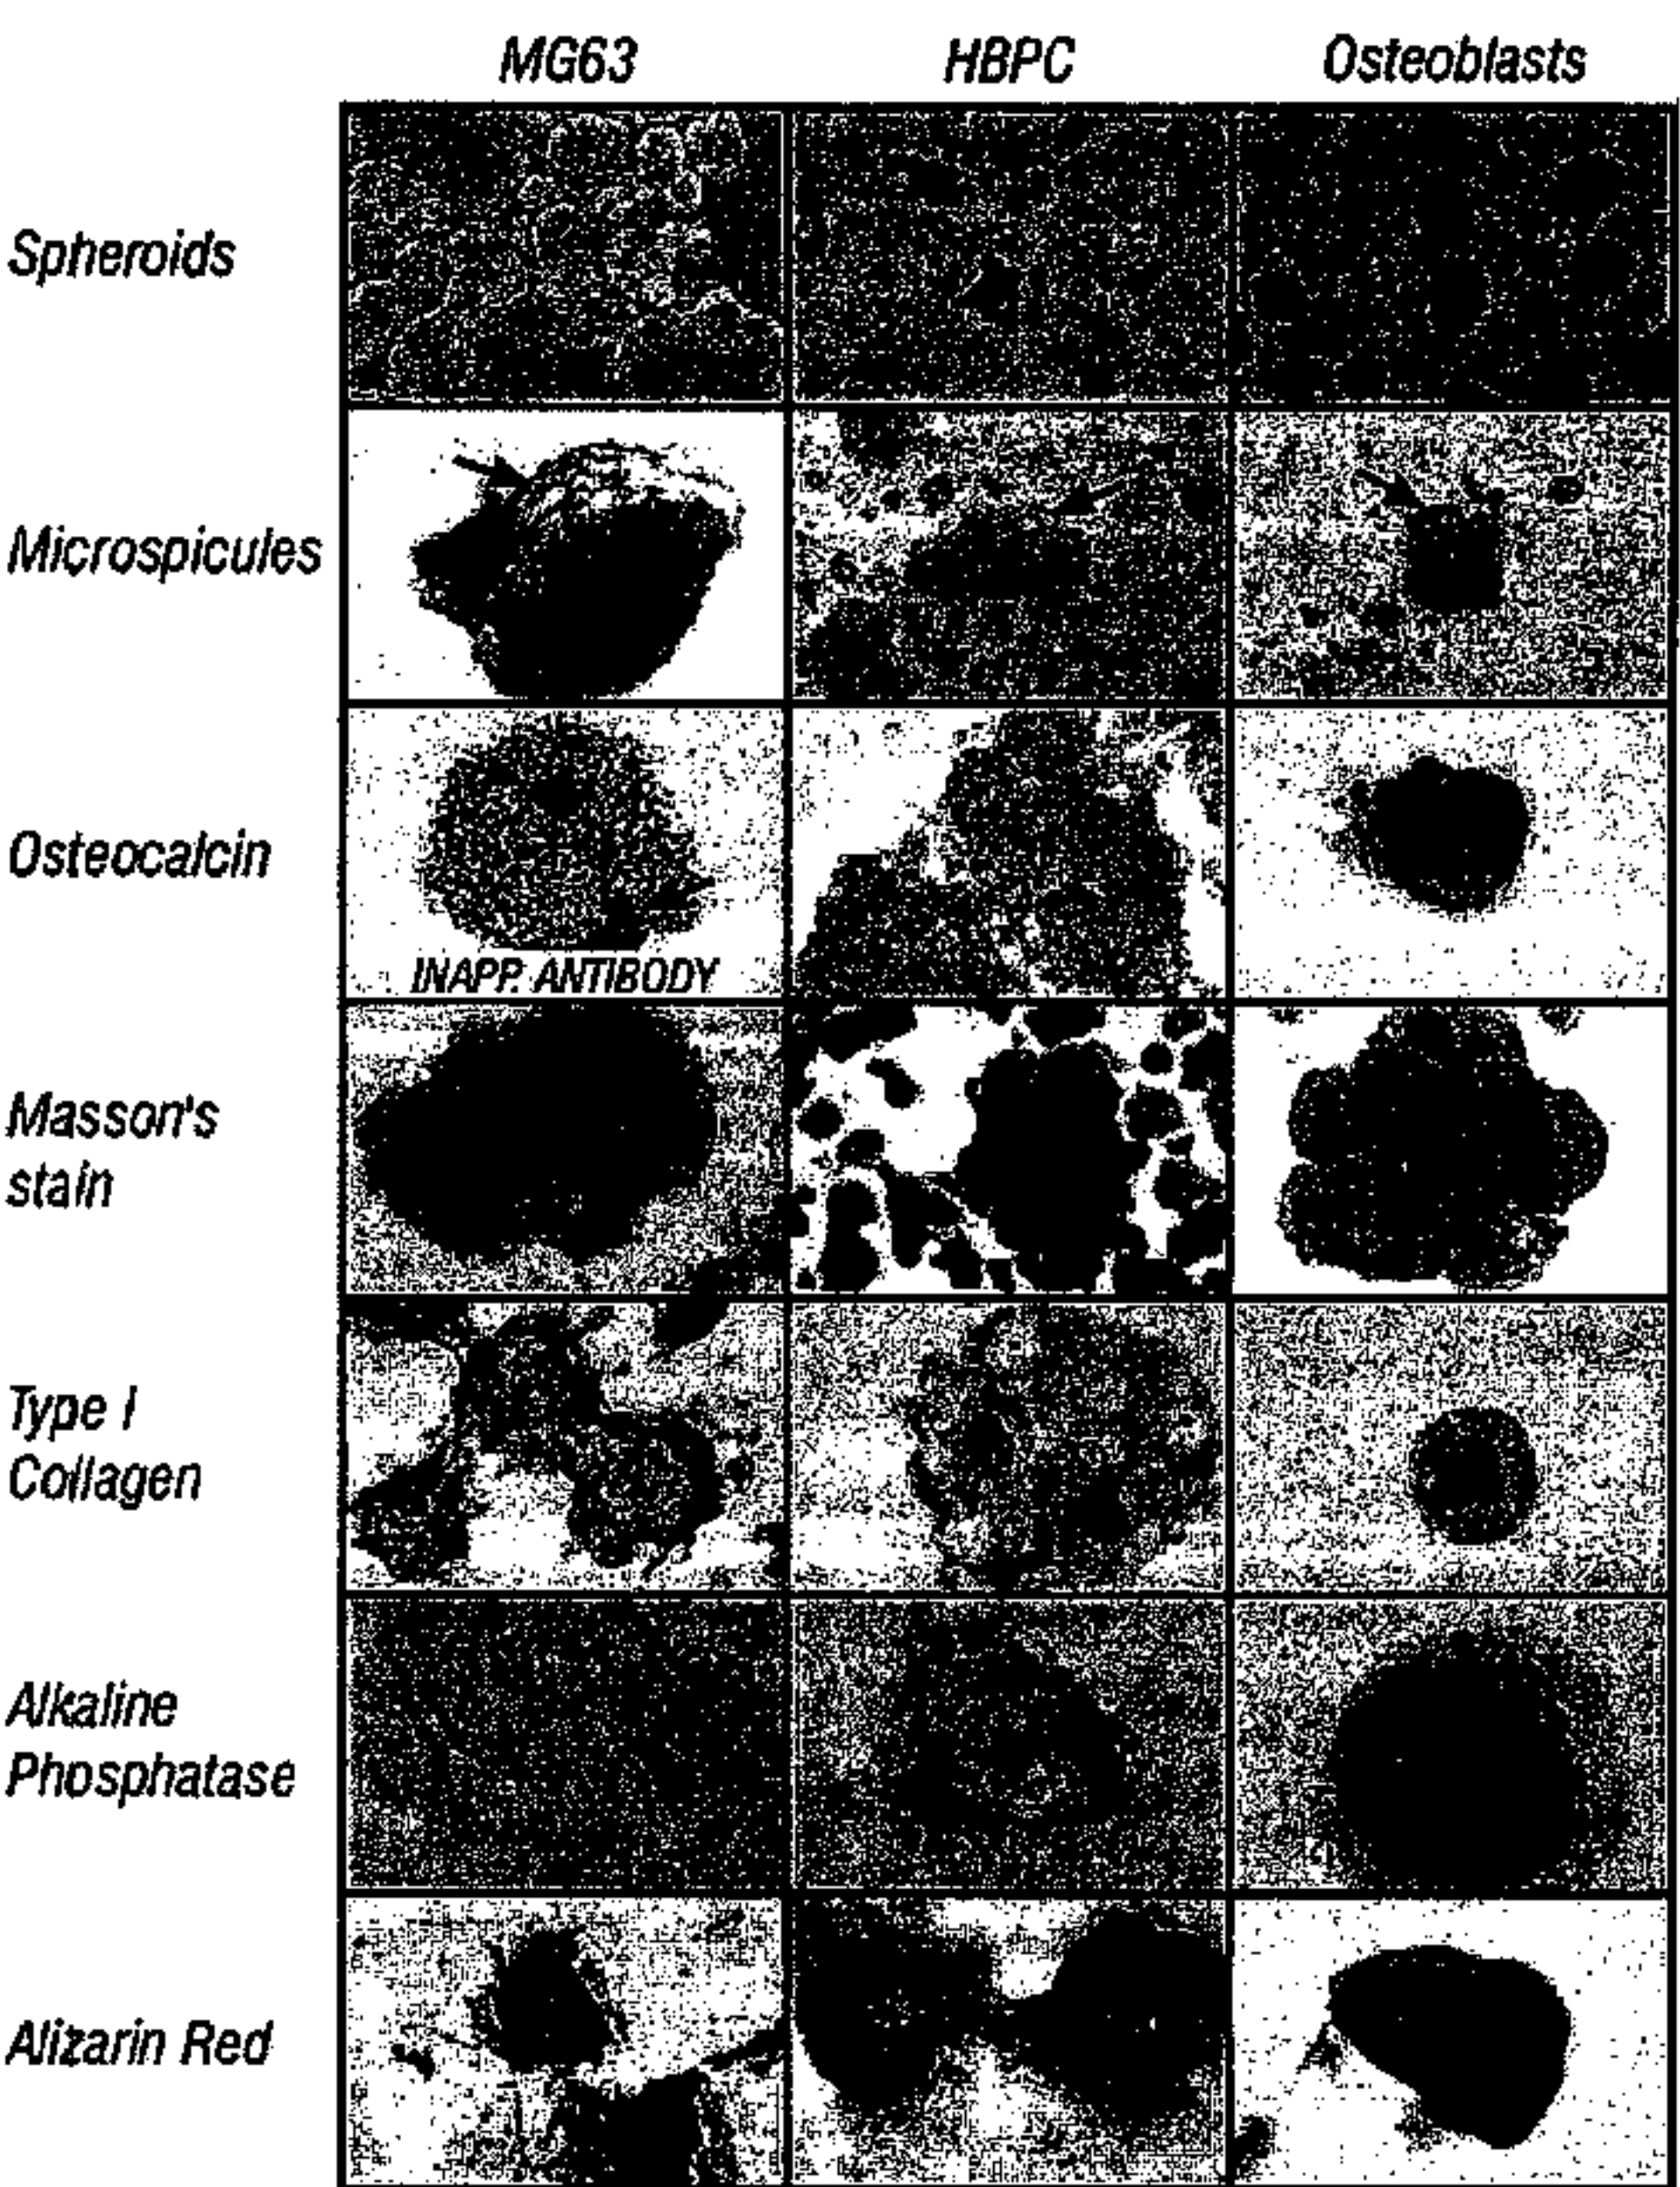 MG63 HBPC Osteoblasts
Spheroids
Microspicules
Osteocalcin
INAPP. ANTIBODY
Masson's
stain
Type I
Collagen
Alkaline
Phosphatase
Alizarin Red